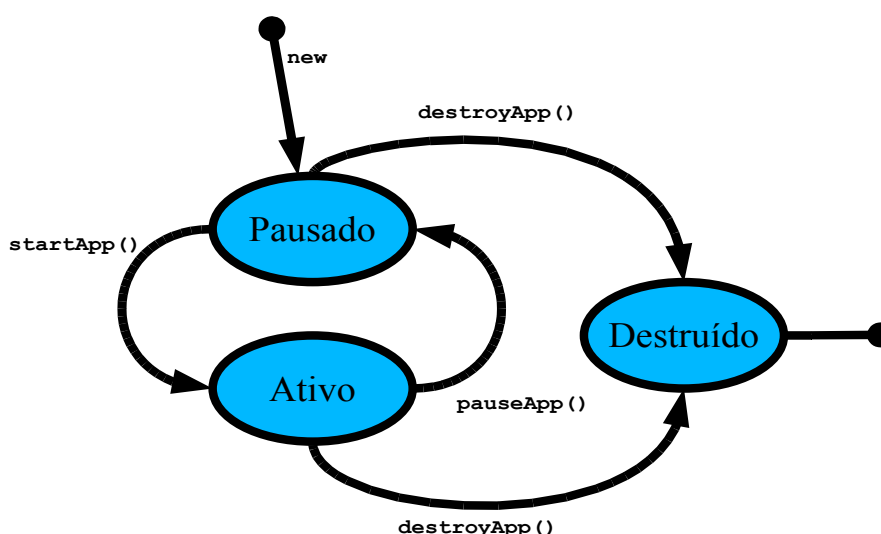 new
destroyApp()
Pausado
startApp()
Destruído
Ativo
pauseApp()
destroyApp()